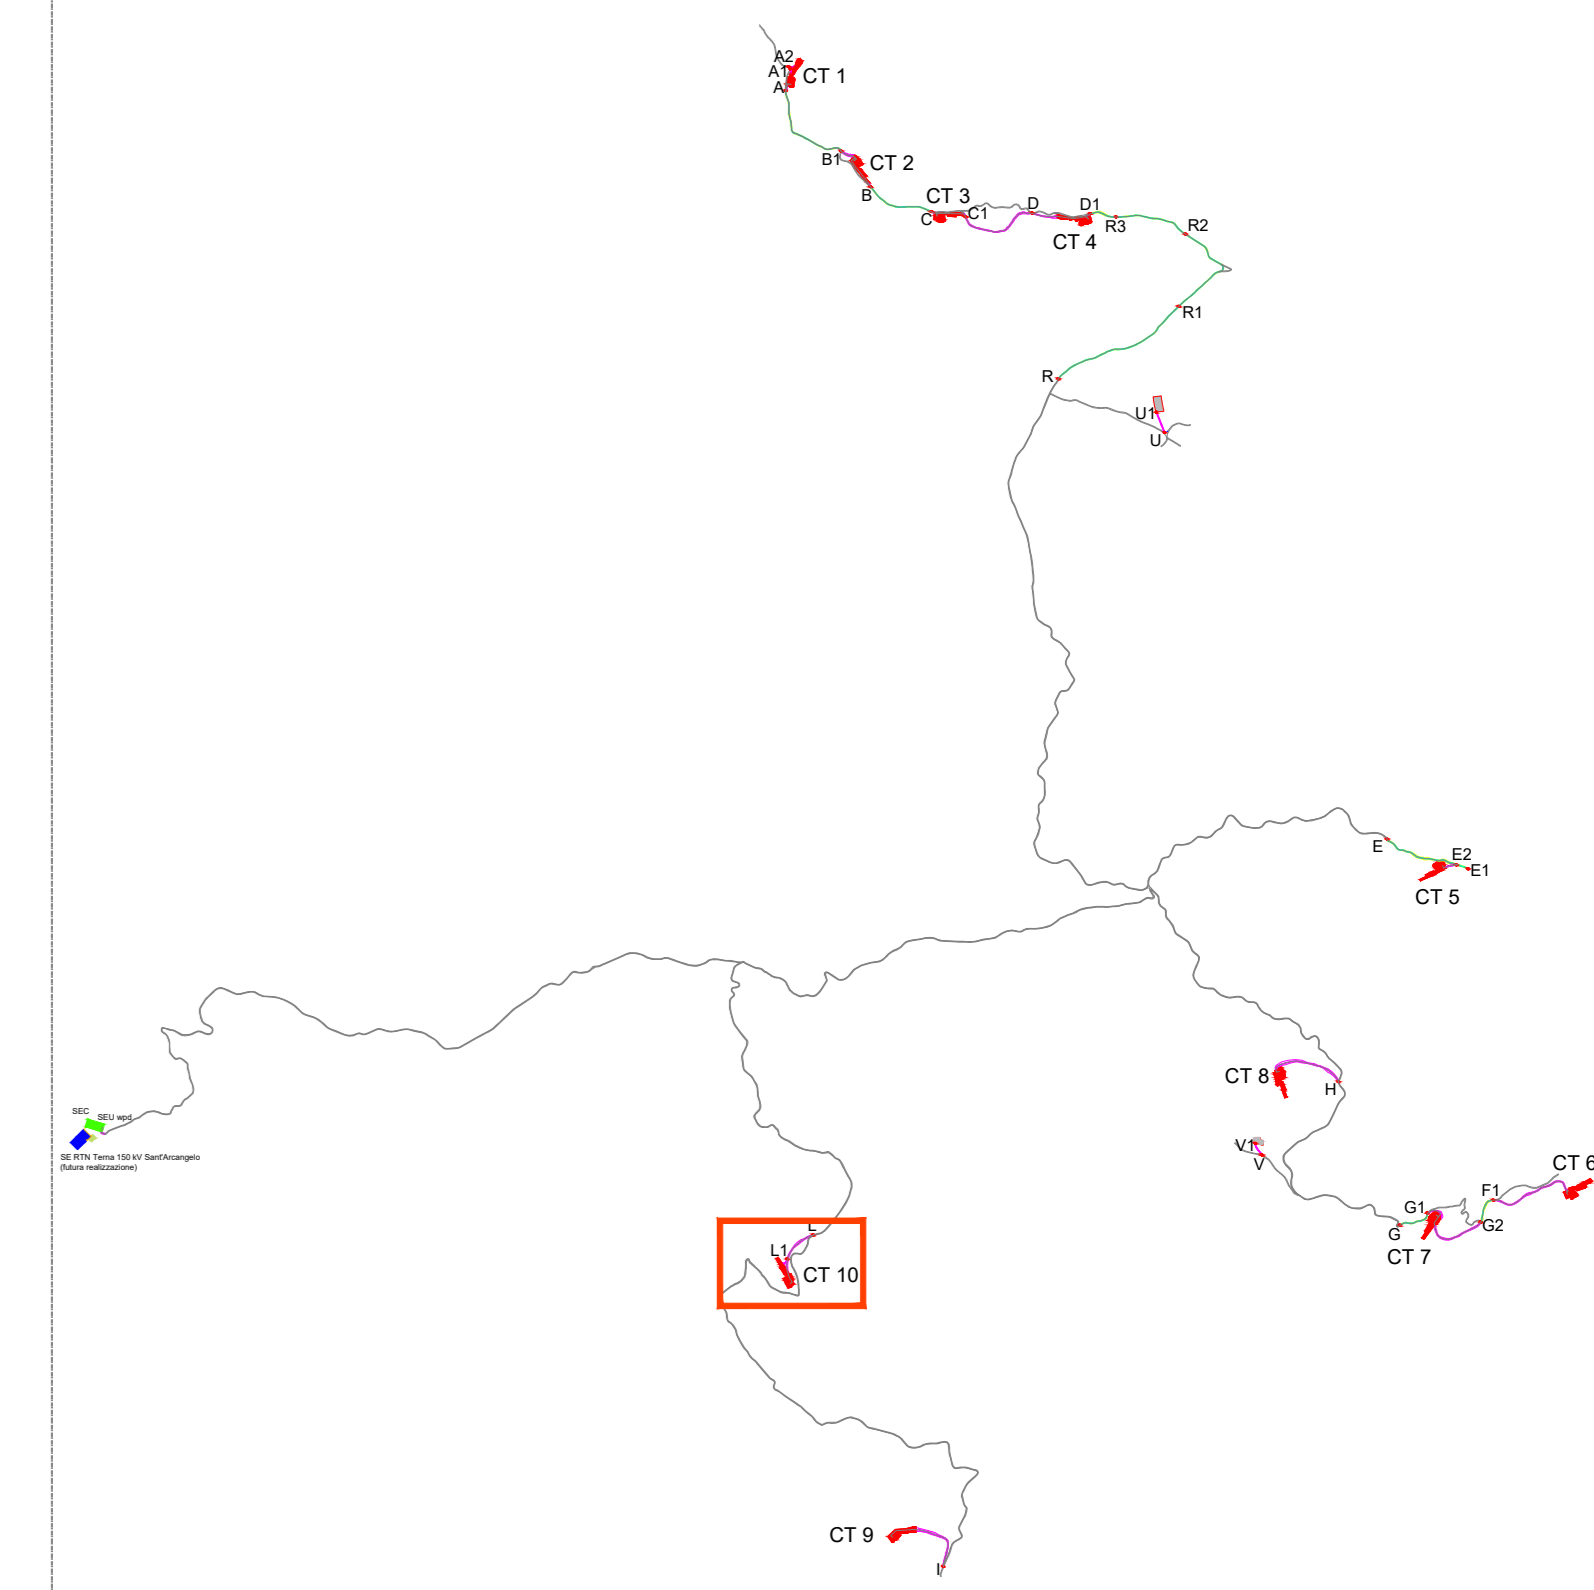 A2
A1
CT 1
A
B1
CT 2
B
CT 3
C
C1
D
D1
R3
CT 4
R2
R1
R
U1
U
E
E2
E1
CT 5
CT 8
H
SEC
SEU wpd
SE RTN Terna 150 kV Sant'Arcangelo
(futura realizzazione)
V1
V
CT 6
F1
G1
G
G2
CT 7
L
L1
CT 10
CT 9
I